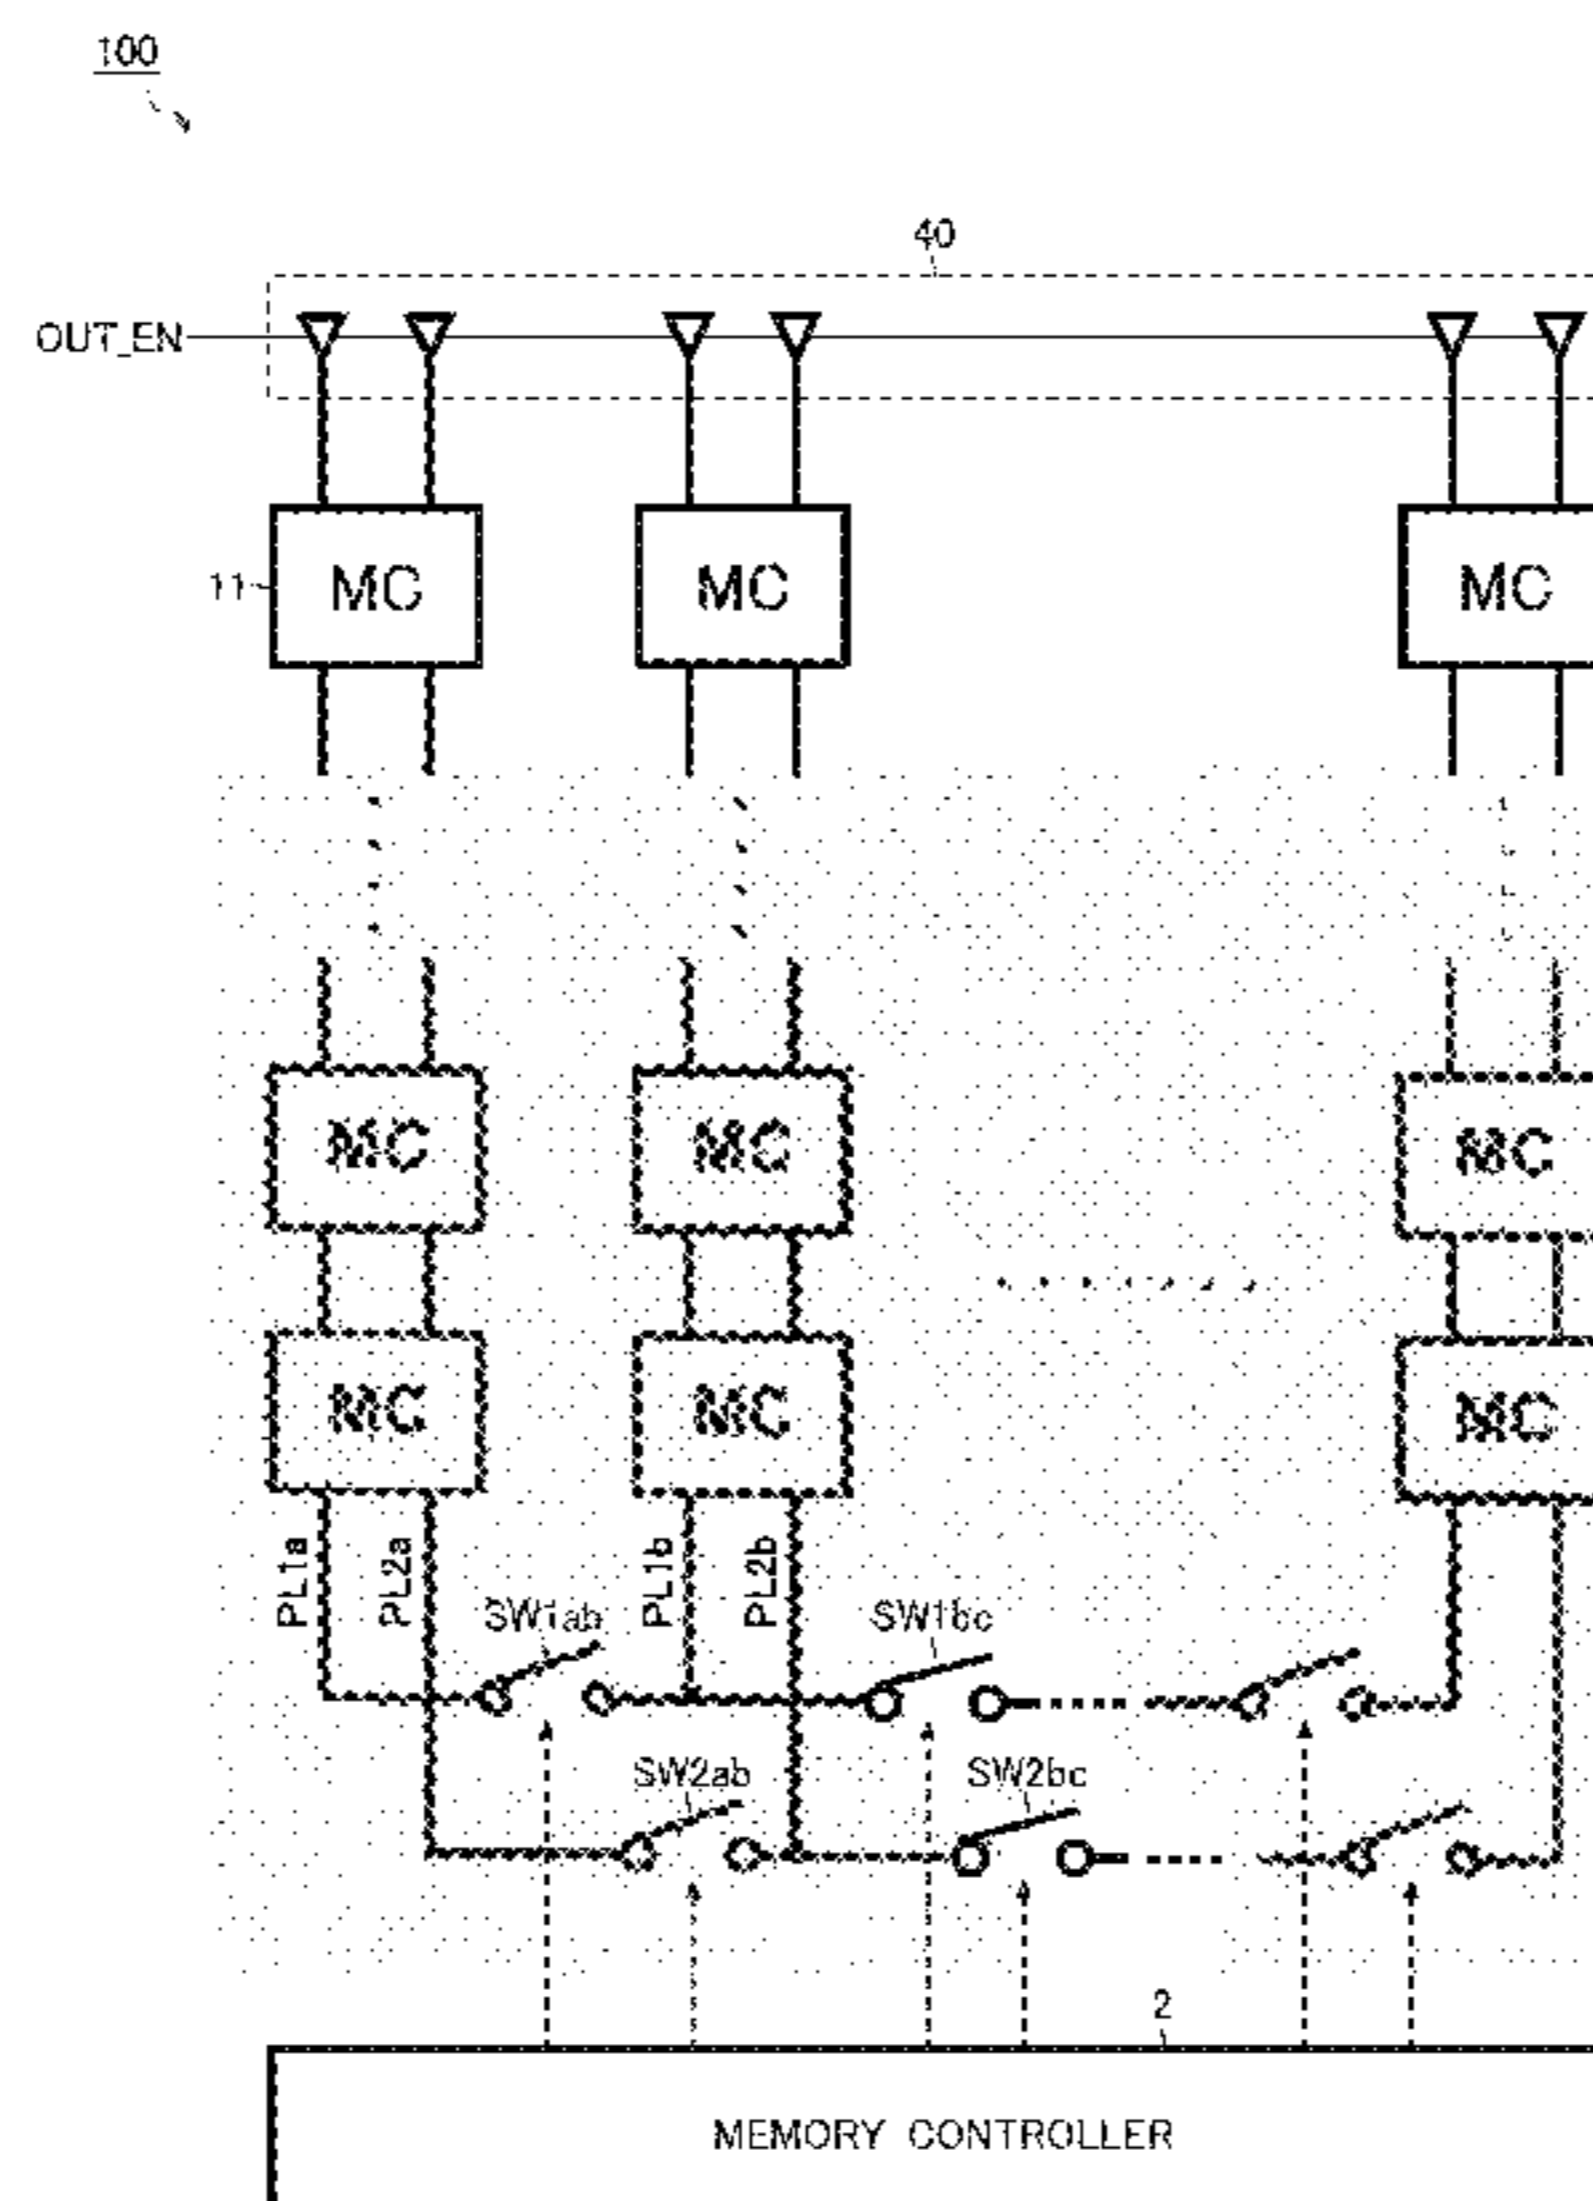 100
40
OUT_EN
11 MC MC MC
MC MC MC
MC MC MC
PL1a PL2a PL1b PL2b
SW1ab SW1bc
SW2ab SW2bc
2
MEMORY CONTROLLER